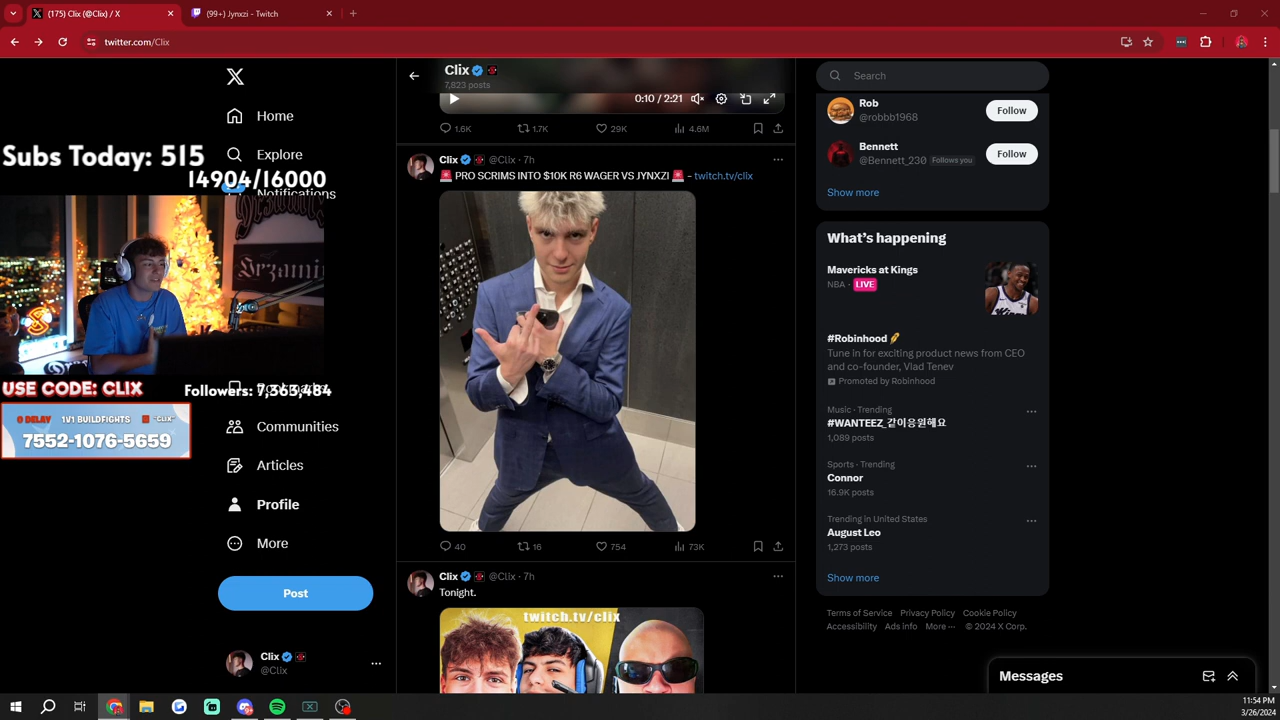 (175) Clix (@Clix) / X
(99+) Jynxzi - Twitch
twitter.com/Clix
Clix
7,823 posts
0:10 / 2:21
1.6K 1.7K 29K 4.6M
Clix @Clix · 7h
🚨 PRO SCRIMS INTO $10K R6 WAGER VS JYNXZI 🚨 - twitch.tv/clix
40 16 754 73K
Clix @Clix · 7h
Tonight.
twitch.tv/clix
Home
Explore
Notifications
Communities
Articles
Profile
More
Post
Clix
@Clix
Subs Today: 515
14904/16000
USE CODE: CLIX
Followers: 7,363,484
0 DELAY 1V1 BUILDFIGHTS "CLIX"
7552-1076-5659
Search
Rob
@robbb1968
Follow
Bennett
@Bennett_230 Follows you
Follow
Show more
What's happening
Mavericks at Kings
NBA · LIVE
#Robinhood
Tune in for exciting product news from CEO
and co-founder, Vlad Tenev
Promoted by Robinhood
Music · Trending
#WANTEEZ_같이응원해요
1,089 posts
Sports · Trending
Connor
16.9K posts
Trending in United States
August Leo
1,273 posts
Show more
Terms of Service Privacy Policy Cookie Policy
Accessibility Ads info More ··· © 2024 X Corp.
Messages
11:54 PM
3/26/2024